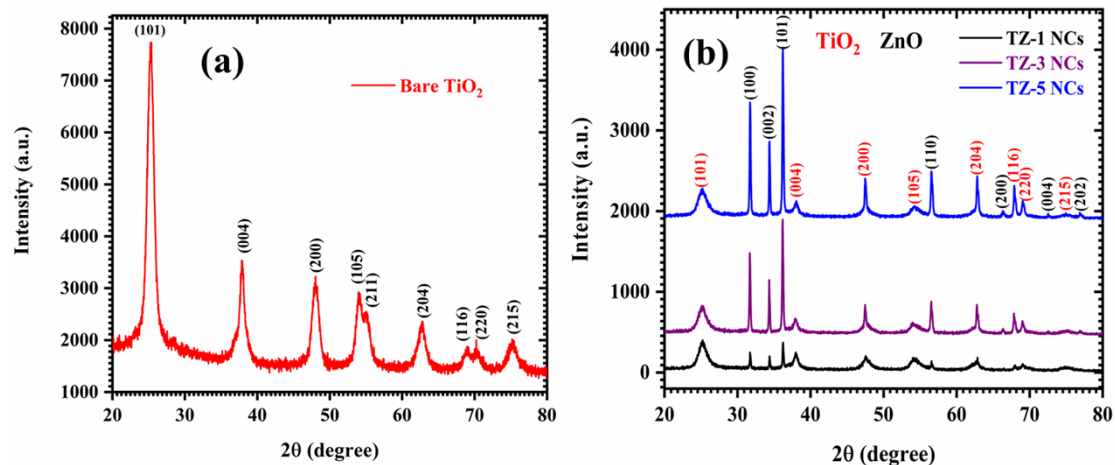 (a)
Bare TiO₂
(101)
(004)
(200)
(105)
(211)
(204)
(116)
(220)
(215)
8000
7000
6000
5000
4000
3000
2000
1000
Intensity (a.u.)
20 30 40 50 60 70 80
2θ (degree)
(b)
TiO₂ ZnO
TZ-1 NCs
TZ-3 NCs
TZ-5 NCs
(101)
(100)
(002)
(101)
(004)
(200)
(105)
(110)
(204)
(200)
(116)
(220)
(004)
(215)
(202)
4000
3000
2000
1000
0
Intensity (a.u.)
20 30 40 50 60 70 80
2θ (degree)